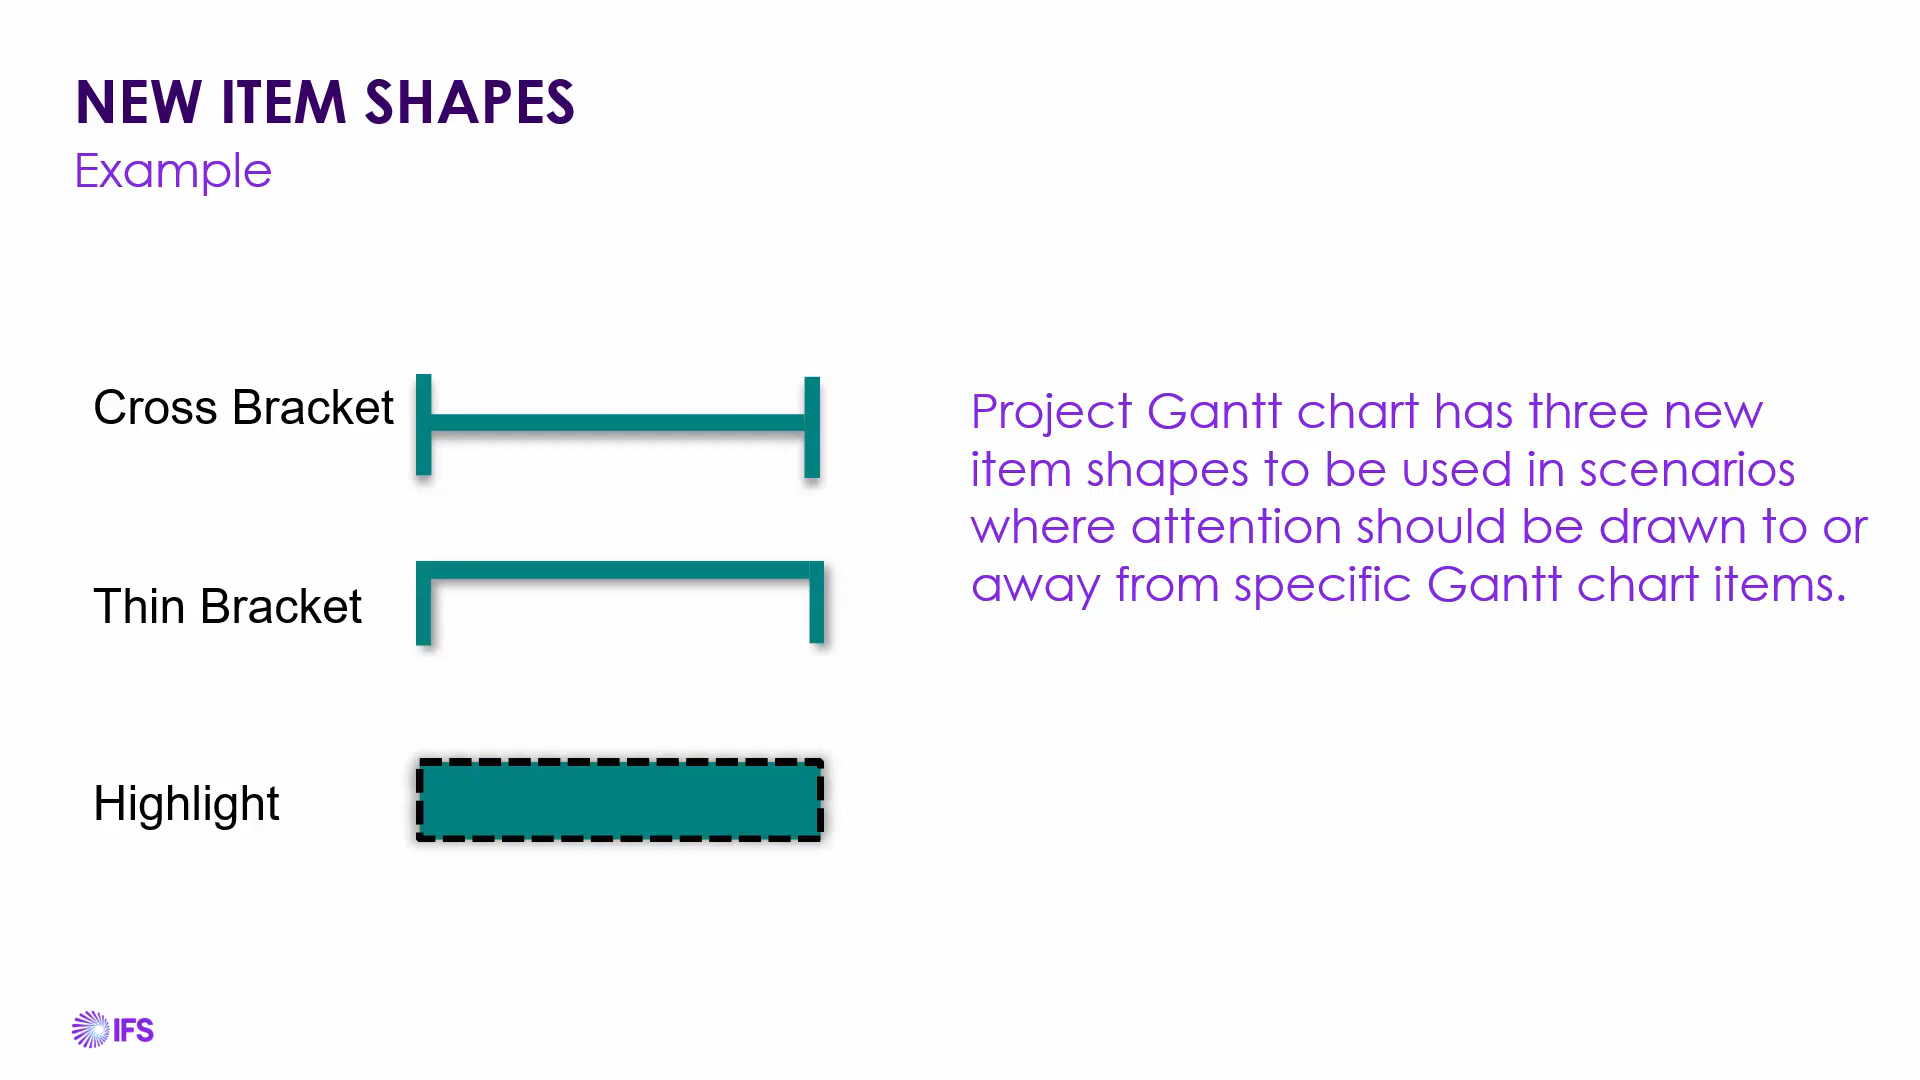 NEW ITEM SHAPES
Example
Cross Bracket
Thin Bracket
Highlight
Project Gantt chart has three new
item shapes to be used in scenarios
where attention should be drawn to or
away from specific Gantt chart items.
IFS